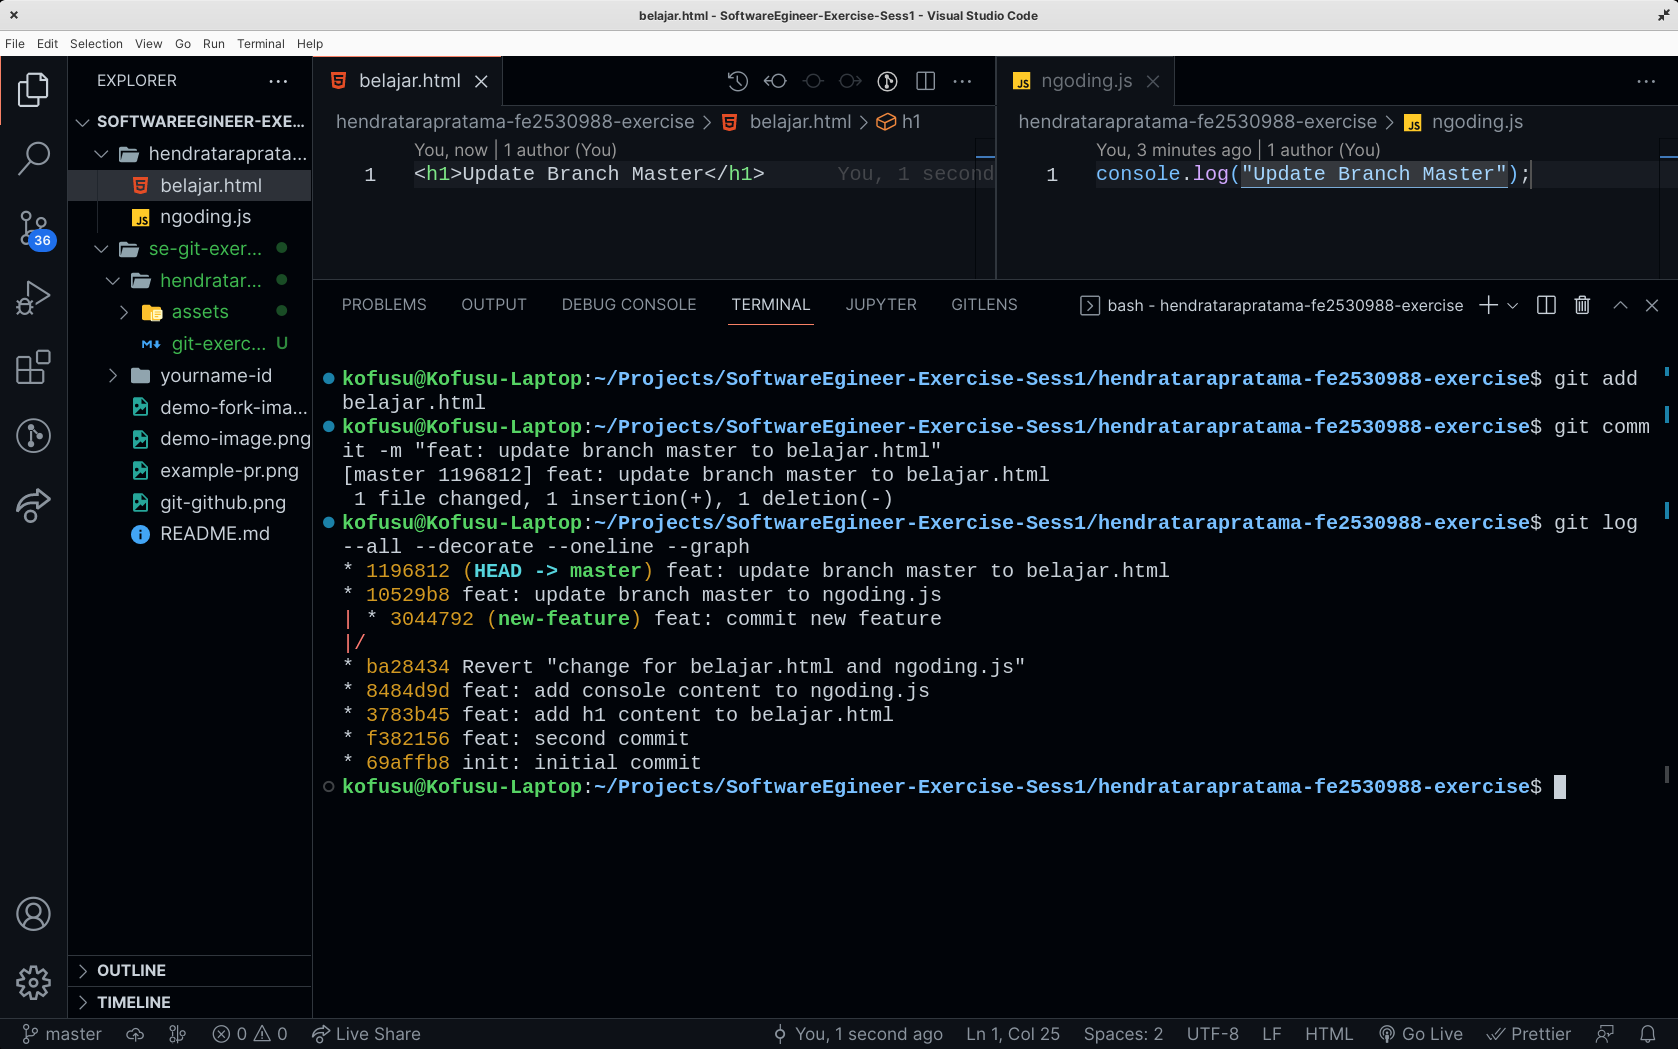 belajar.html - SoftwareEgineer-Exercise-Sess1 - Visual Studio Code
File Edit Selection View Go Run Terminal Help
EXPLORER
SOFTWAREEGINEER-EXE...
hendrataraprata...
belajar.html
ngoding.js
se-git-exer...
hendratar...
assets
git-exerc... U
yourname-id
demo-fork-ima...
demo-image.png
example-pr.png
git-github.png
README.md
OUTLINE
TIMELINE
36
belajar.html
hendratarapratama-fe2530988-exercise > belajar.html > h1
You, now | 1 author (You)
1 <h1>Update Branch Master</h1> You, 1 second
JS ngoding.js
hendratarapratama-fe2530988-exercise > JS ngoding.js
You, 3 minutes ago | 1 author (You)
1 console.log("Update Branch Master");
PROBLEMS OUTPUT DEBUG CONSOLE TERMINAL JUPYTER GITLENS bash - hendratarapratama-fe2530988-exercise
kofusu@Kofusu-Laptop:~/Projects/SoftwareEgineer-Exercise-Sess1/hendratarapratama-fe2530988-exercise$ git add
belajar.html
kofusu@Kofusu-Laptop:~/Projects/SoftwareEgineer-Exercise-Sess1/hendratarapratama-fe2530988-exercise$ git comm
it -m "feat: update branch master to belajar.html"
[master 1196812] feat: update branch master to belajar.html
1 file changed, 1 insertion(+), 1 deletion(-)
kofusu@Kofusu-Laptop:~/Projects/SoftwareEgineer-Exercise-Sess1/hendratarapratama-fe2530988-exercise$ git log
--all --decorate --oneline --graph
* 1196812 (HEAD -> master) feat: update branch master to belajar.html
* 10529b8 feat: update branch master to ngoding.js
| * 3044792 (new-feature) feat: commit new feature
|/
* ba28434 Revert "change for belajar.html and ngoding.js"
* 8484d9d feat: add console content to ngoding.js
* 3783b45 feat: add h1 content to belajar.html
* f382156 feat: second commit
* 69affb8 init: initial commit
kofusu@Kofusu-Laptop:~/Projects/SoftwareEgineer-Exercise-Sess1/hendratarapratama-fe2530988-exercise$
master 0 0 Live Share You, 1 second ago Ln 1, Col 25 Spaces: 2 UTF-8 LF HTML Go Live Prettier